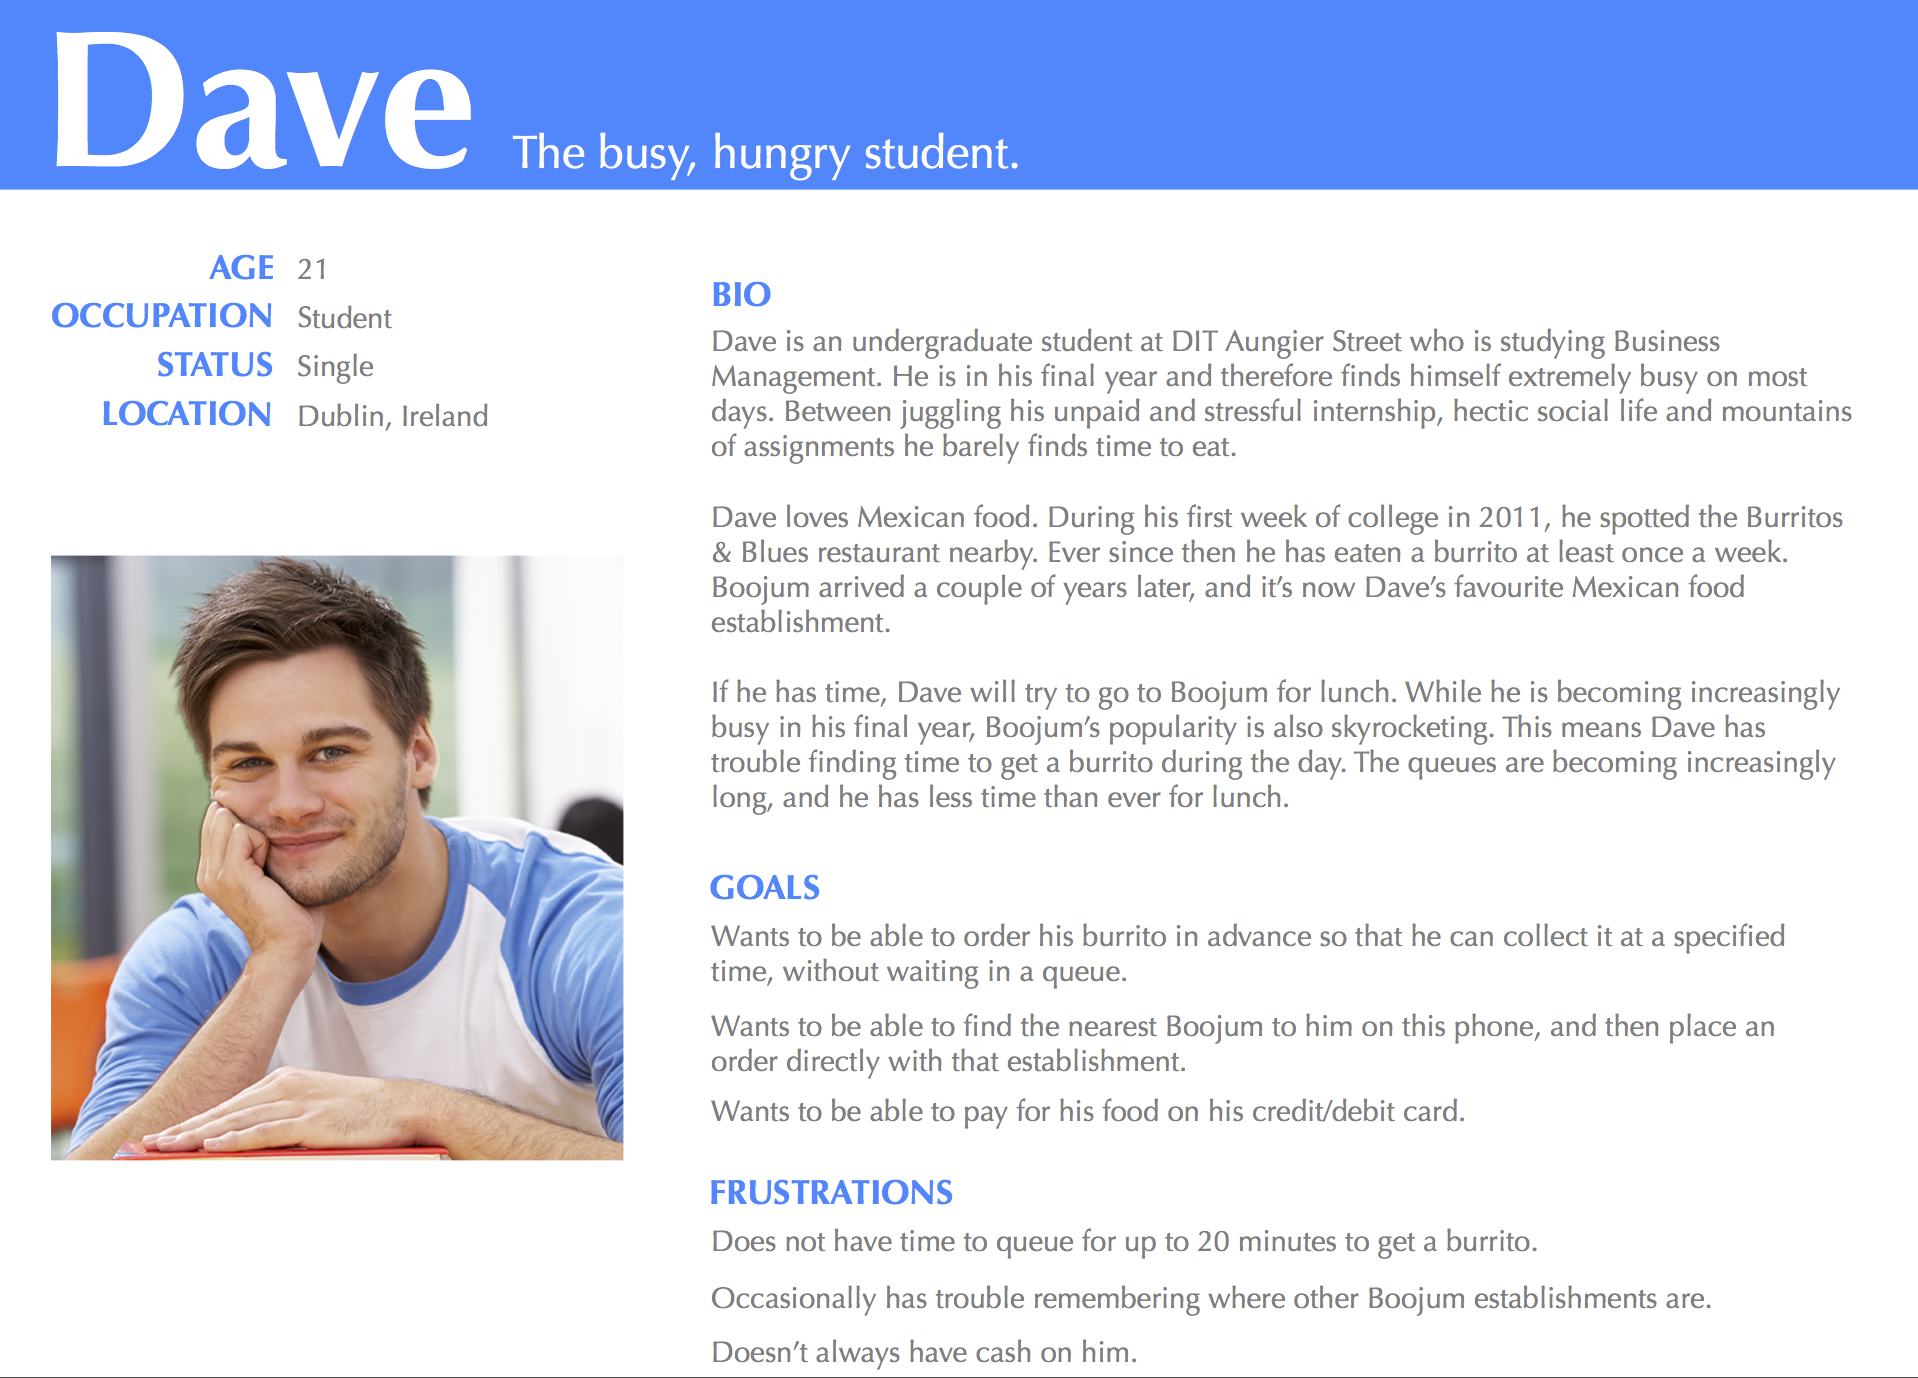 Dave The busy, hungry student.
AGE 21
OCCUPATION Student
STATUS Single
LOCATION Dublin, Ireland
BIO
Dave is an undergraduate student at DIT Aungier Street who is studying Business
Management. He is in his final year and therefore finds himself extremely busy on most
days. Between juggling his unpaid and stressful internship, hectic social life and mountains
of assignments he barely finds time to eat.
Dave loves Mexican food. During his first week of college in 2011, he spotted the Burritos
& Blues restaurant nearby. Ever since then he has eaten a burrito at least once a week.
Boojum arrived a couple of years later, and it’s now Dave’s favourite Mexican food
establishment.
If he has time, Dave will try to go to Boojum for lunch. While he is becoming increasingly
busy in his final year, Boojum’s popularity is also skyrocketing. This means Dave has
trouble finding time to get a burrito during the day. The queues are becoming increasingly
long, and he has less time than ever for lunch.
GOALS
Wants to be able to order his burrito in advance so that he can collect it at a specified
time, without waiting in a queue.
Wants to be able to find the nearest Boojum to him on this phone, and then place an
order directly with that establishment.
Wants to be able to pay for his food on his credit/debit card.
FRUSTRATIONS
Does not have time to queue for up to 20 minutes to get a burrito.
Occasionally has trouble remembering where other Boojum establishments are.
Doesn’t always have cash on him.